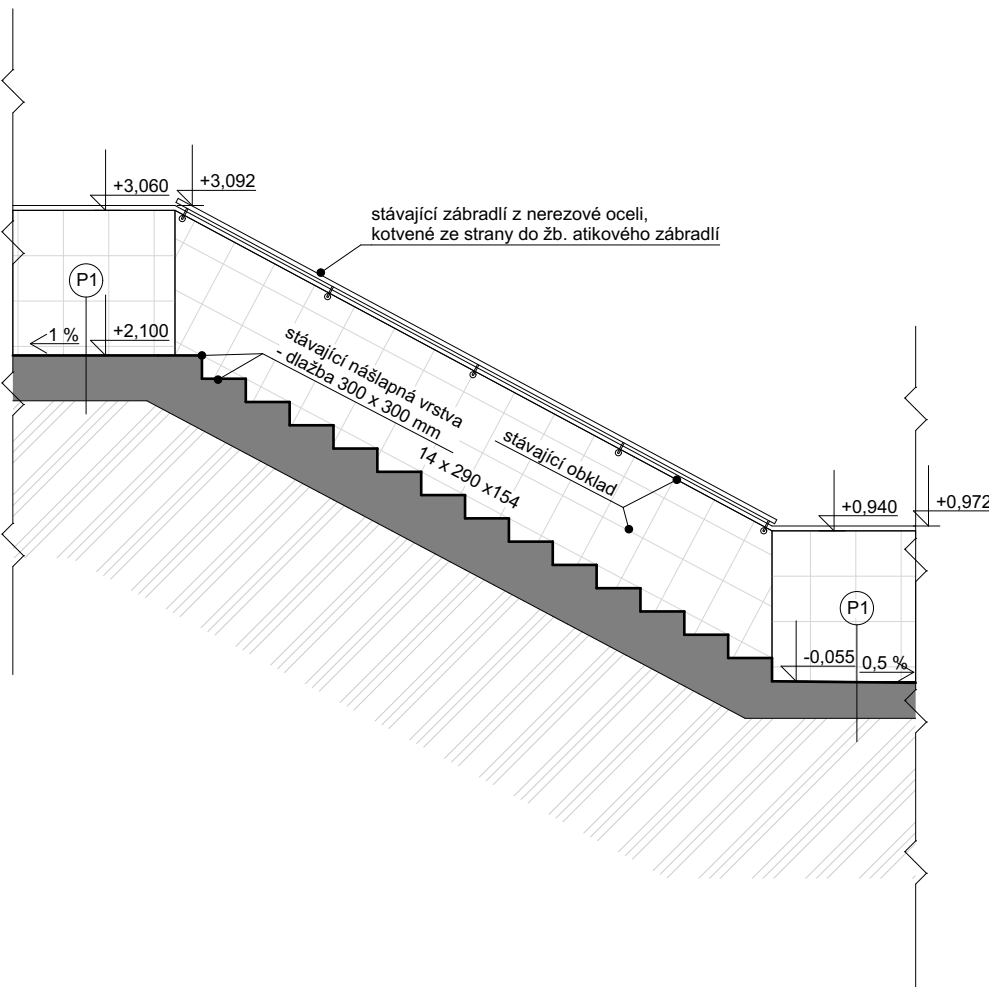 +3,060
+3,092
stávající zábradlí z nerezové oceli,
kotvené ze strany do žb. atikového zábradlí
P1
1 %
+2,100
stávající nášlapná vrstva
- dlažba 300 x 300 mm
14 x 290 x154
stávající obklad
+0,940
+0,972
P1
-0,055
0,5 %